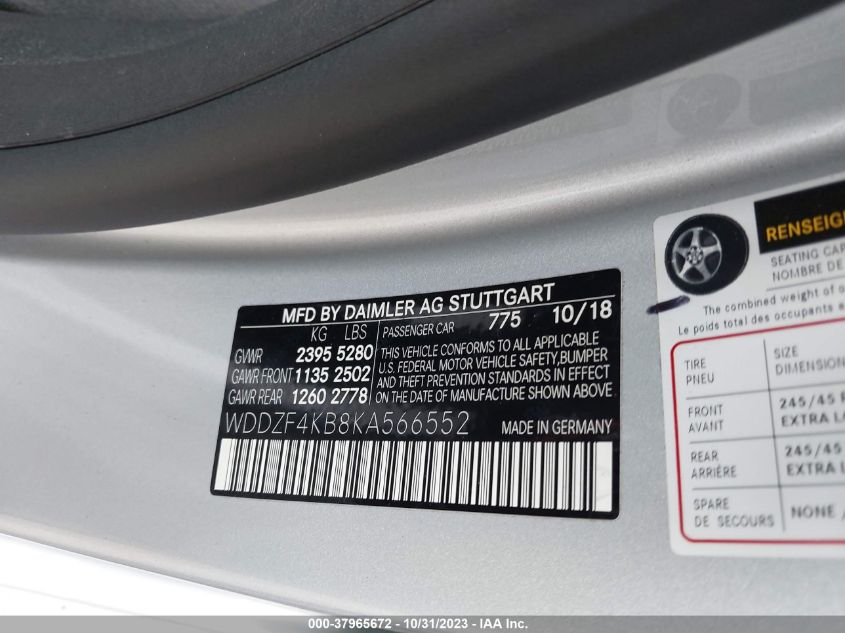 MFD BY DAIMLER AG STUTTGART
KG LBS PASSENGER CAR 775 10/18
GVWR 2395 5280
GAWR FRONT 1135 2502
GAWR REAR 1260 2778
THIS VEHICLE CONFORMS TO ALL APPLICABLE
U.S. FEDERAL MOTOR VEHICLE SAFETY,BUMPER
AND THEFT PREVENTION STANDARDS IN EFFECT
ON THE DATE OF MANUFACTURE SHOWN ABOVE.
WDDZF4KB8KA566552 MADE IN GERMANY
RENSEIG
SEATING CAP
NOMBRE DE
The combined weight of o
Le poids total des occupants e
TIRE
PNEU
SIZE
DIMENSION
FRONT
AVANT
245/45 R
EXTRA LO
REAR
ARRIÈRE
245/45
EXTRA L
SPARE
DE SECOURS
NONE /
000-37965672 - 10/31/2023 - IAA Inc.